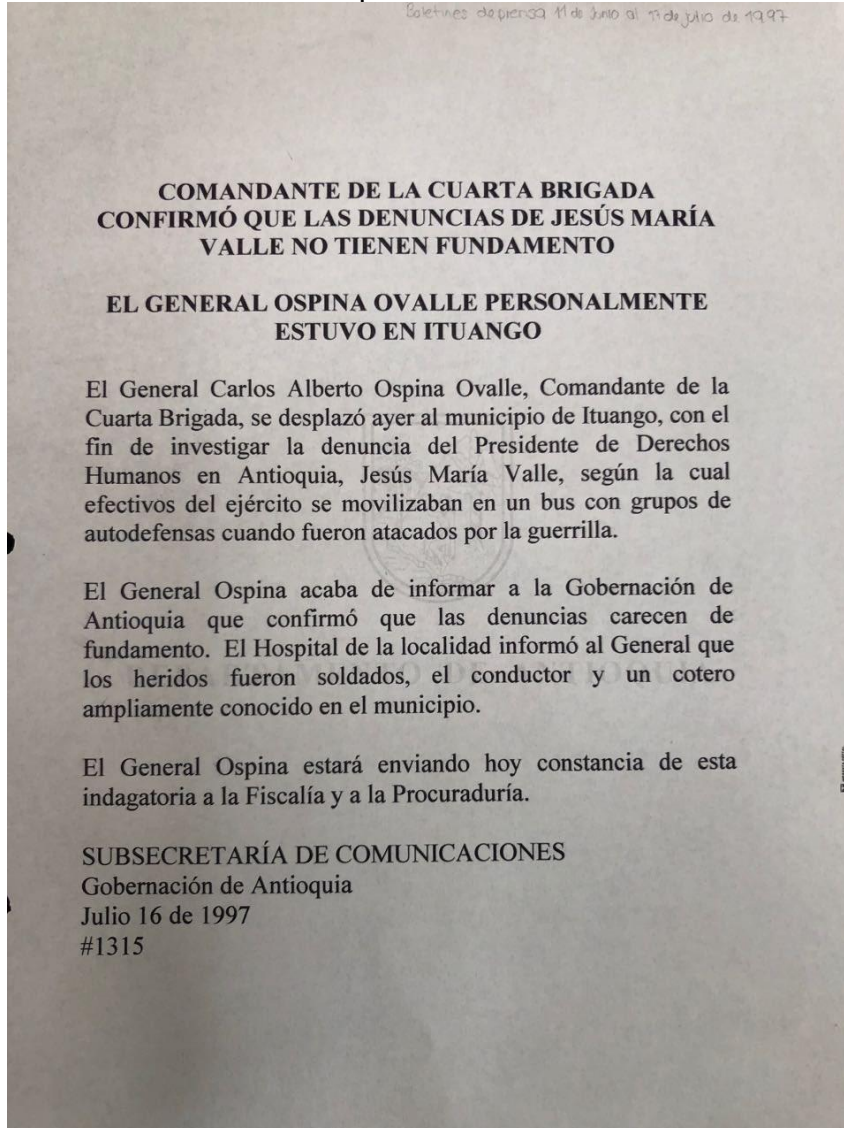 Boletines de prensa 11 de Junio al 17 de julio de 1997
COMANDANTE DE LA CUARTA BRIGADA
CONFIRMÓ QUE LAS DENUNCIAS DE JESÚS MARÍA
VALLE NO TIENEN FUNDAMENTO
EL GENERAL OSPINA OVALLE PERSONALMENTE
ESTUVO EN ITUANGO
El General Carlos Alberto Ospina Ovalle, Comandante de la
Cuarta Brigada, se desplazó ayer al municipio de Ituango, con el
fin de investigar la denuncia del Presidente de Derechos
Humanos en Antioquia, Jesús María Valle, según la cual
efectivos del ejército se movilizaban en un bus con grupos de
autodefensas cuando fueron atacados por la guerrilla.
El General Ospina acaba de informar a la Gobernación de
Antioquia que confirmó que las denuncias carecen de
fundamento. El Hospital de la localidad informó al General que
los heridos fueron soldados, el conductor y un cotero
ampliamente conocido en el municipio.
El General Ospina estará enviando hoy constancia de esta
indagatoria a la Fiscalía y a la Procuraduría.
SUBSECRETARÍA DE COMUNICACIONES
Gobernación de Antioquia
Julio 16 de 1997
#1315